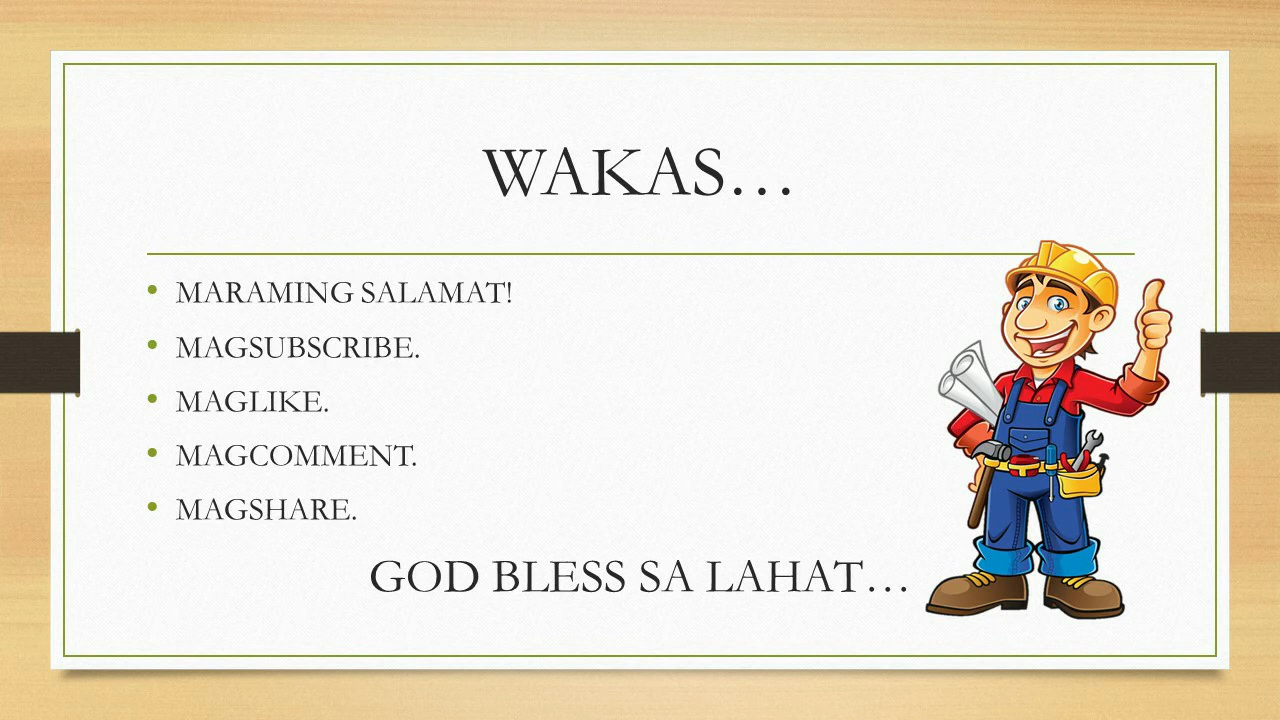 WAKAS…
• MARAMING SALAMAT!
• MAGSUBSCRIBE.
• MAGLIKE.
• MAGCOMMENT.
• MAGSHARE.
GOD BLESS SA LAHAT…